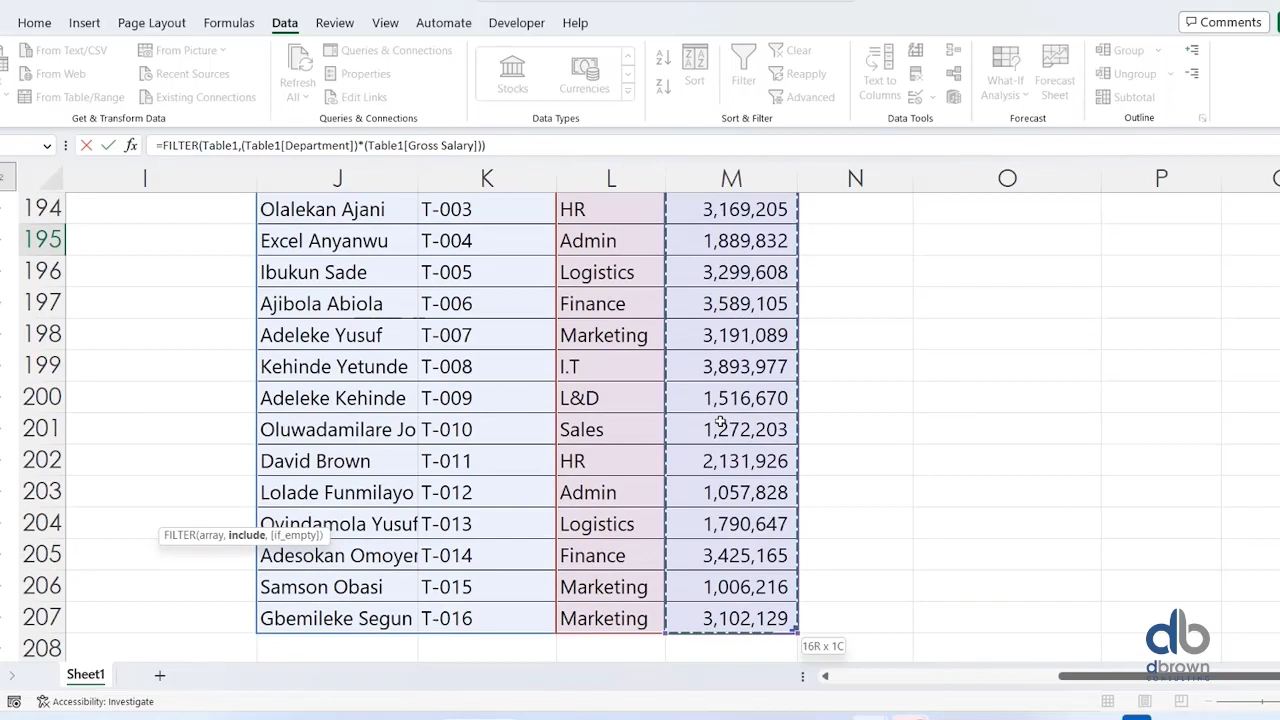 Home Insert Page Layout Formulas Data Review View Automate Developer Help Comments
From Text/CSV From Picture Queries & Connections Clear Group
From Web Recent Sources Properties Reapply Ungroup
From Table/Range Existing Connections Edit Links Advanced Subtotal
Refresh All Stocks Currencies Sort Filter Text to Columns What-If Analysis Forecast Sheet
Get & Transform Data Queries & Connections Data Types Sort & Filter Data Tools Forecast Outline
fx =FILTER(Table1,(Table1[Department])*(Table1[Gross Salary]))
I J K L M N O P
194 Olalekan Ajani T-003 HR 3,169,205
195 Excel Anyanwu T-004 Admin 1,889,832
196 Ibukun Sade T-005 Logistics 3,299,608
197 Ajibola Abiola T-006 Finance 3,589,105
198 Adeleke Yusuf T-007 Marketing 3,191,089
199 Kehinde Yetunde T-008 I.T 3,893,977
200 Adeleke Kehinde T-009 L&D 1,516,670
201 Oluwadamilare Jo T-010 Sales 1,272,203
202 David Brown T-011 HR 2,131,926
203 Lolade Funmilayo T-012 Admin 1,057,828
204 Oyindamola Yusuf T-013 Logistics 1,790,647
FILTER(array, include, [if_empty])
205 Adesokan Omoyer T-014 Finance 3,425,165
206 Samson Obasi T-015 Marketing 1,006,216
207 Gbemileke Segun T-016 Marketing 3,102,129
208
16R x 1C
db
dbrown
CONSULTING
Sheet1
Accessibility: Investigate